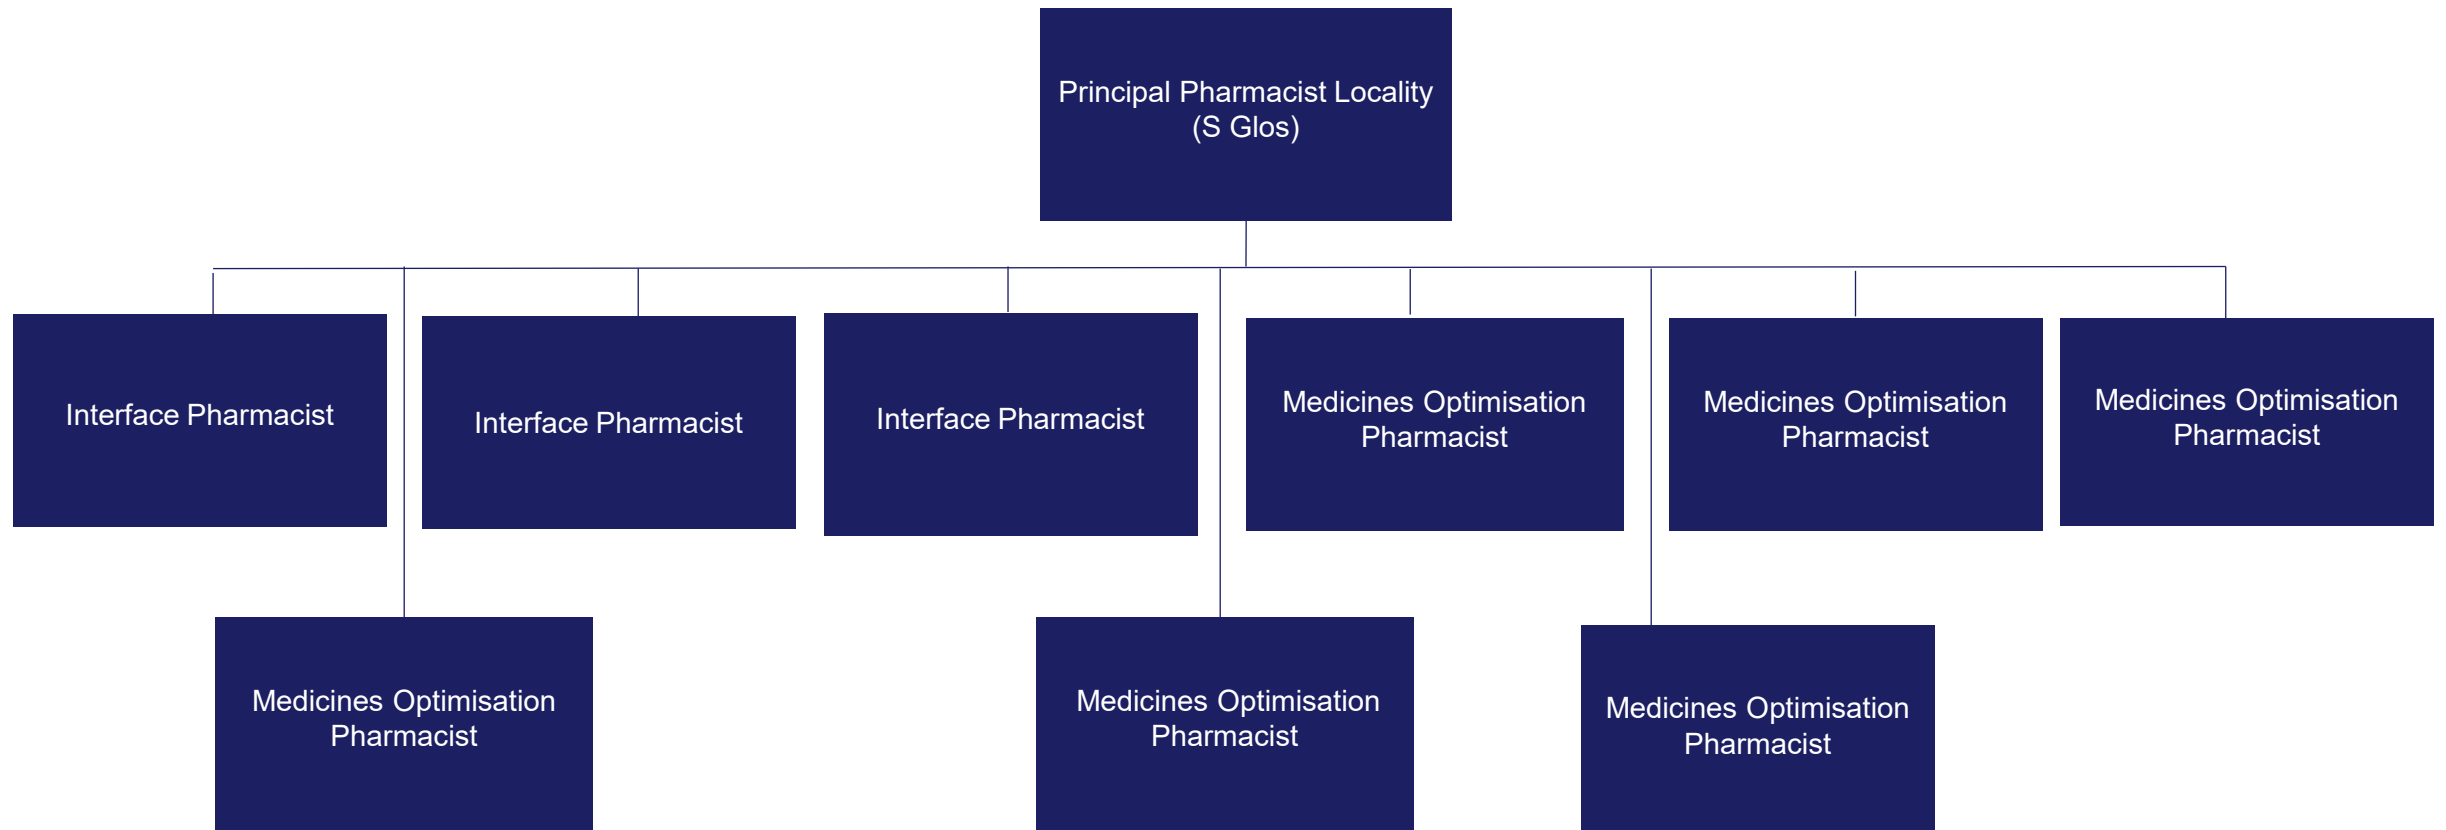 Principal Pharmacist Locality
(S Glos)
Interface Pharmacist
Interface Pharmacist
Interface Pharmacist
Medicines Optimisation
Pharmacist
Medicines Optimisation
Pharmacist
Medicines Optimisation
Pharmacist
Medicines Optimisation
Pharmacist
Medicines Optimisation
Pharmacist
Medicines Optimisation
Pharmacist